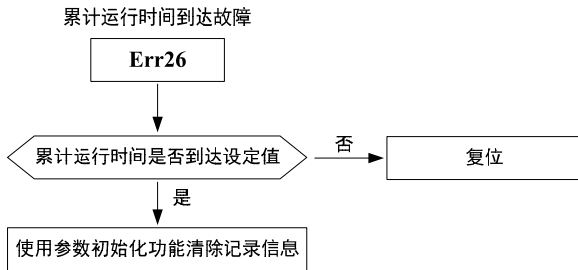 累计运行时间到达故障
Err26
累计运行时间是否到达设定值
否
复位
是
使用参数初始化功能清除记录信息